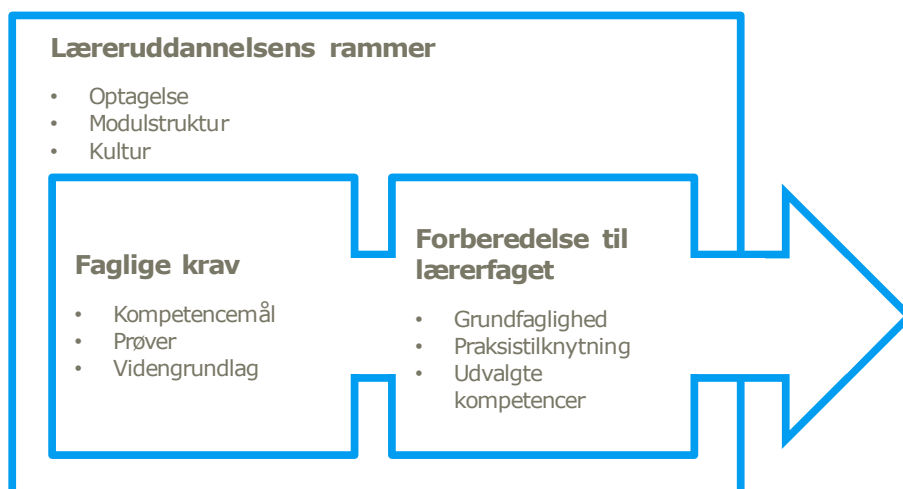 Læreruddannelsens rammer
• Optagelse
• Modulstruktur
• Kultur
Faglige krav
• Kompetencemål
• Prøver
• Videngrundlag
Forberedelse til
lærerfaget
• Grundfaglighed
• Praksistilknytning
• Udvalgte
kompetencer